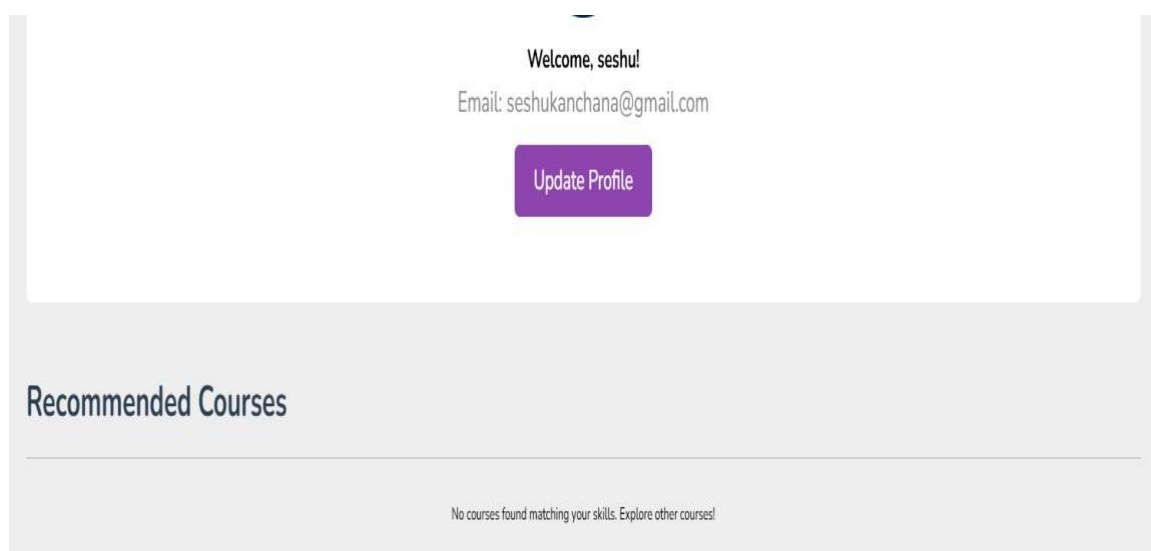 Welcome, seshu!
Email: seshukanchana@gmail.com
Update Profile
Recommended Courses
No courses found matching your skills. Explore other courses!